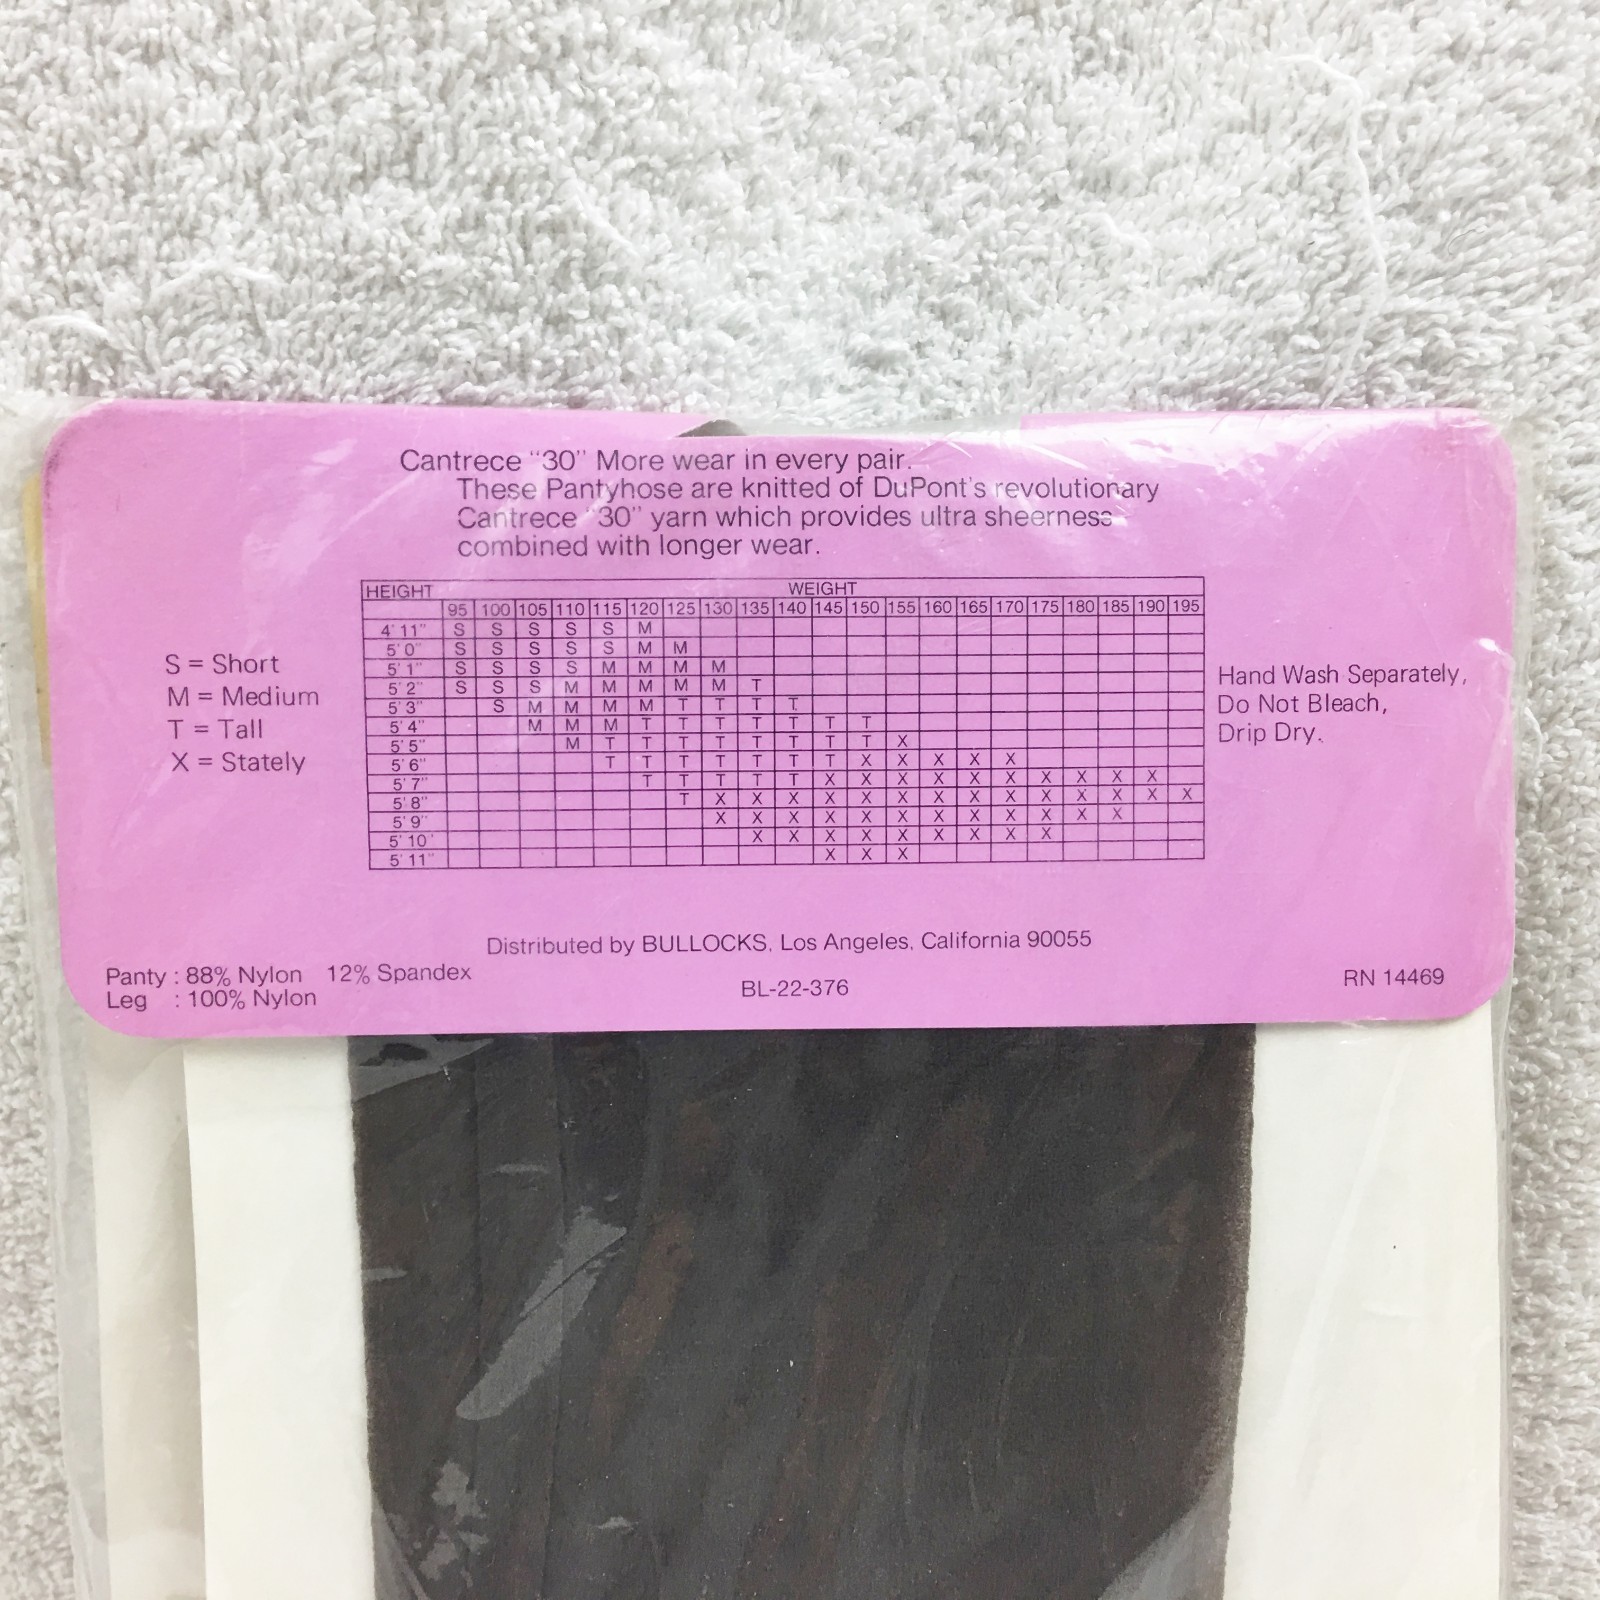 Cantrece "30" More wear in every pair.
These Pantyhose are knitted of DuPont's revolutionary
Cantrece "30" yarn which provides ultra sheerness
combined with longer wear.
S = Short
M = Medium
T = Tall
X = Stately
HEIGHT WEIGHT
95 100 105 110 115 120 125 130 135 140 145 150 155 160 165 170 175 180 185 190 195
4' 11" S S S S S M
5' 0" S S S S S M M
5' 1" S S S S M M M M
5' 2" S S S M M M M M T
5' 3" S M M M M T T T T
5' 4" M M M T T T T T T T
5' 5" M T T T T T T T T X
5' 6" T T T T T T T X X X X X
5' 7" T T T T T X X X X X X X X X X
5' 8" T X X X X X X X X X X X X X X
5' 9" X X X X X X X X X X X X
5' 10" X X X X X X X X X
5' 11" X X X
Hand Wash Separately,
Do Not Bleach,
Drip Dry.
Distributed by BULLOCKS, Los Angeles, California 90055
Panty : 88% Nylon 12% Spandex
Leg : 100% Nylon
BL-22-376
RN 14469